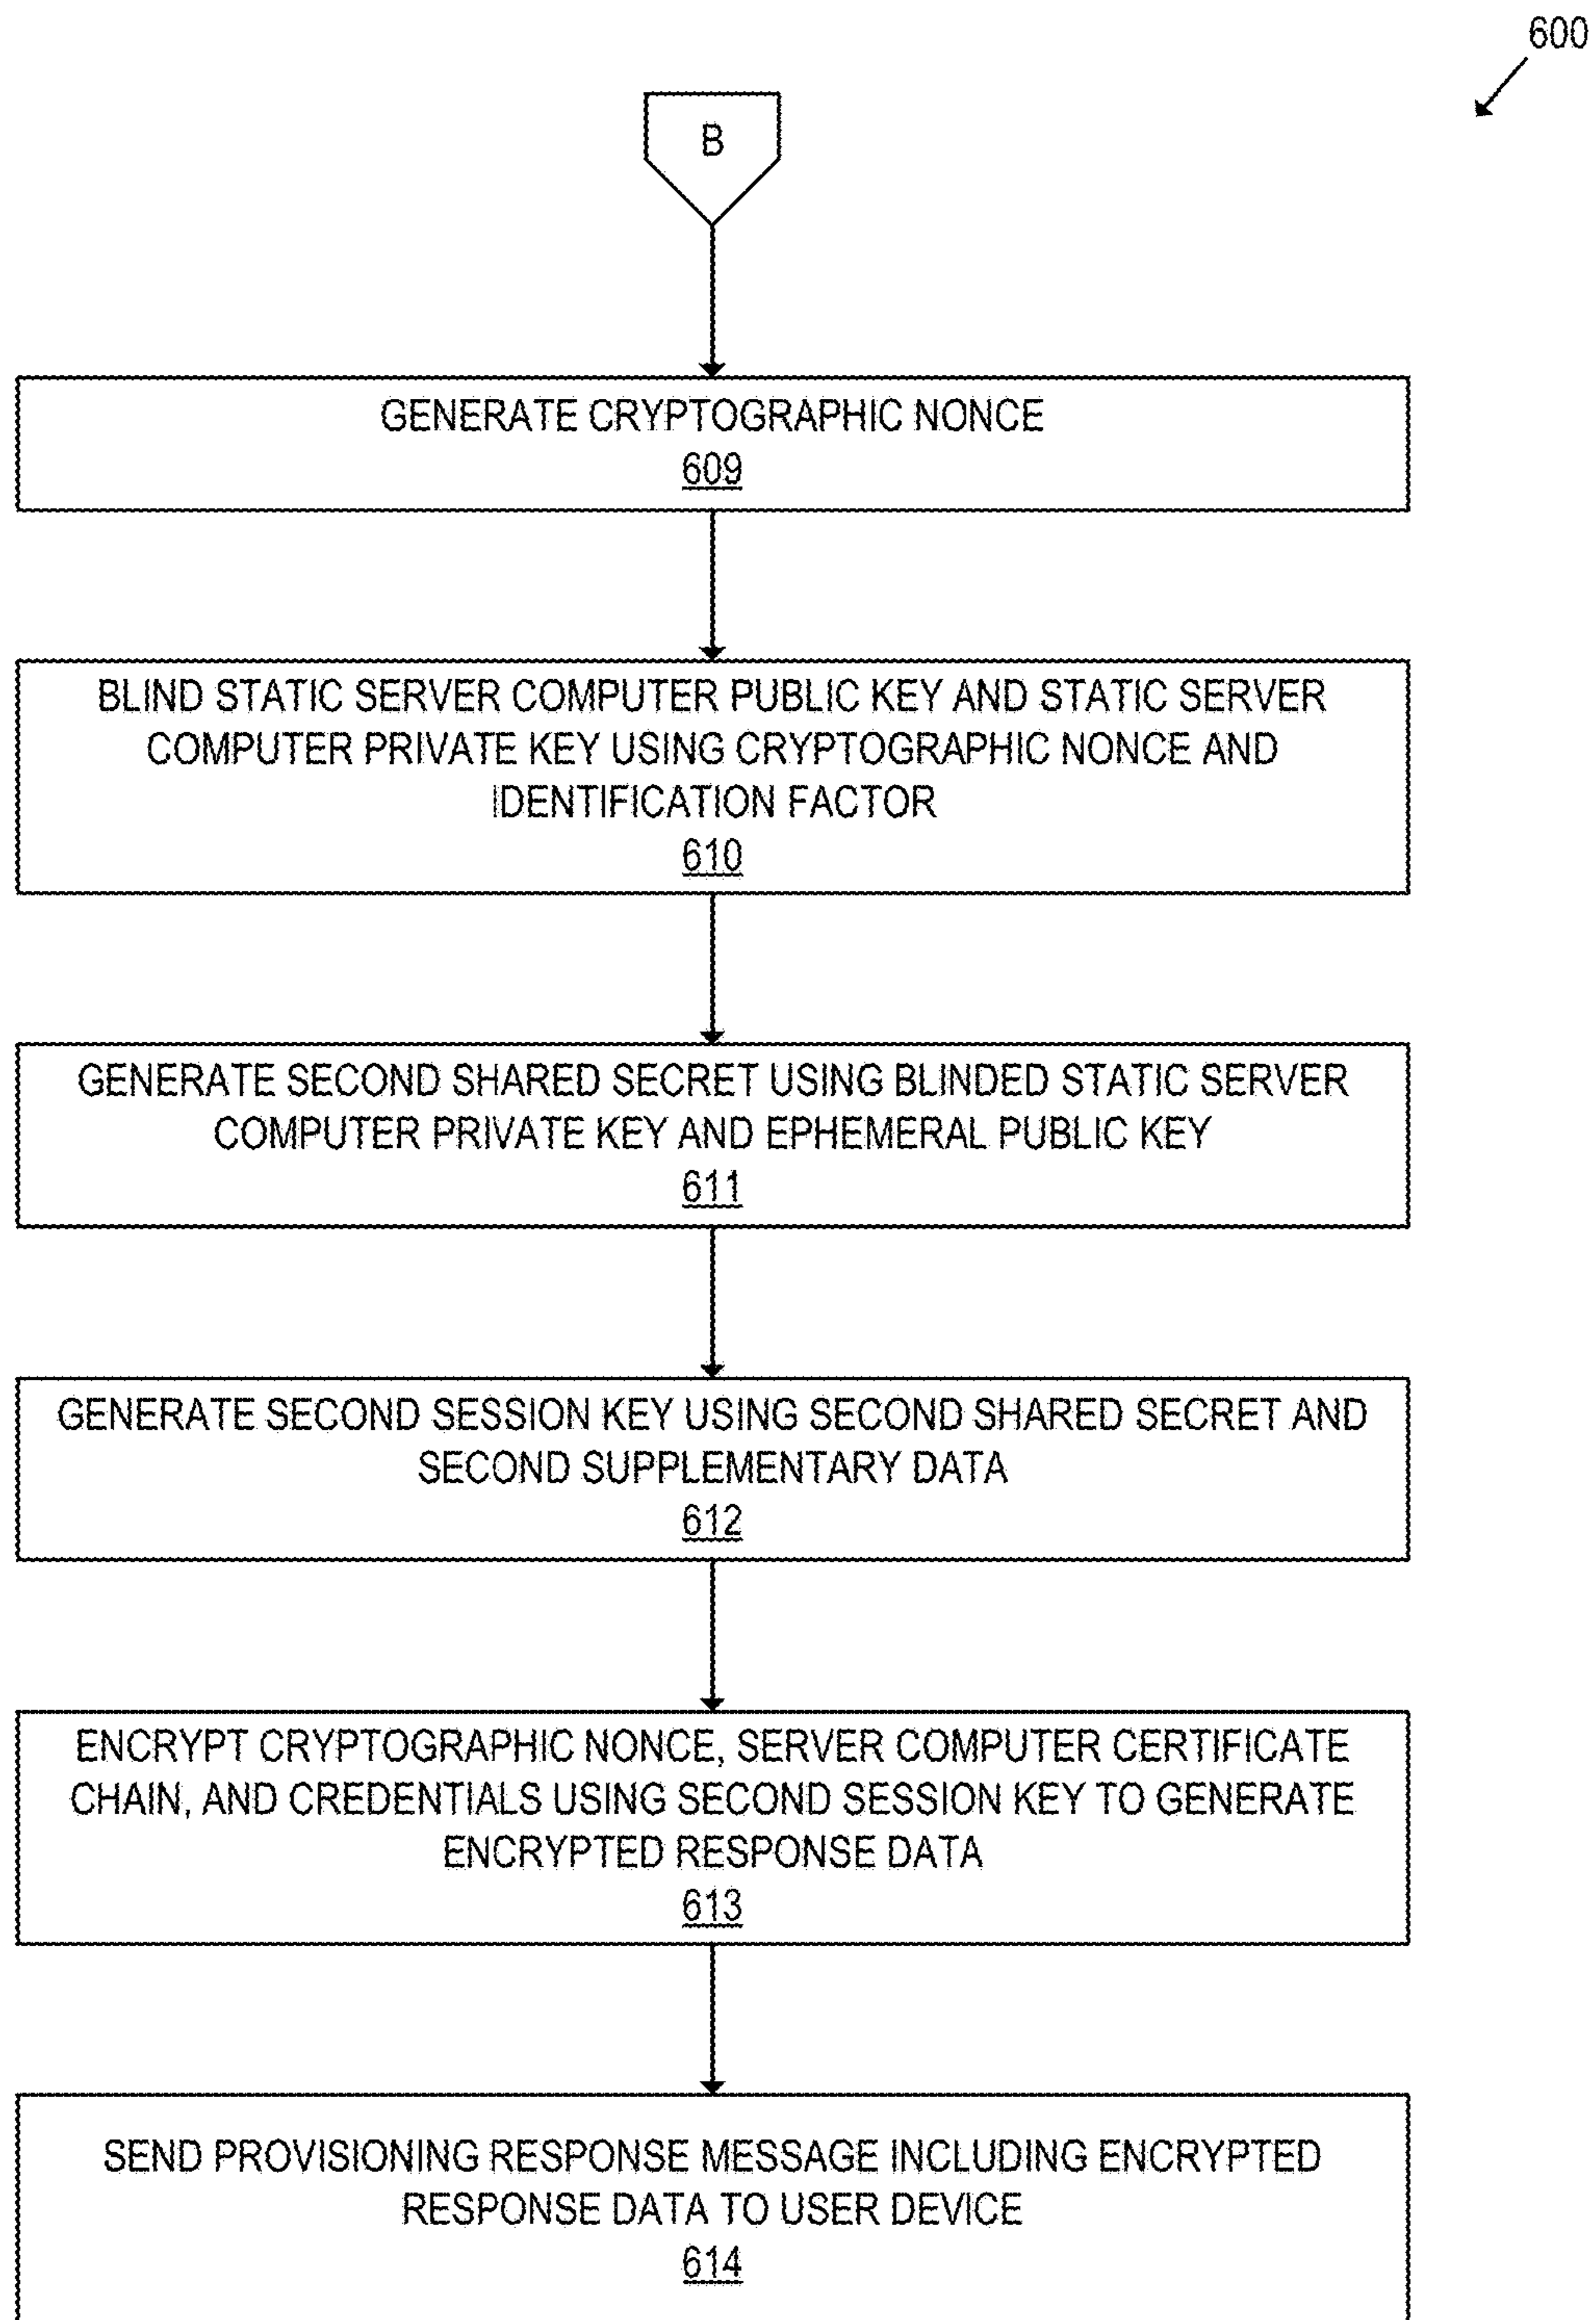 600
B
GENERATE CRYPTOGRAPHIC NONCE
609
BLIND STATIC SERVER COMPUTER PUBLIC KEY AND STATIC SERVER
COMPUTER PRIVATE KEY USING CRYPTOGRAPHIC NONCE AND
IDENTIFICATION FACTOR
610
GENERATE SECOND SHARED SECRET USING BLINDED STATIC SERVER
COMPUTER PRIVATE KEY AND EPHEMERAL PUBLIC KEY
611
GENERATE SECOND SESSION KEY USING SECOND SHARED SECRET AND
SECOND SUPPLEMENTARY DATA
612
ENCRYPT CRYPTOGRAPHIC NONCE, SERVER COMPUTER CERTIFICATE
CHAIN, AND CREDENTIALS USING SECOND SESSION KEY TO GENERATE
ENCRYPTED RESPONSE DATA
613
SEND PROVISIONING RESPONSE MESSAGE INCLUDING ENCRYPTED
RESPONSE DATA TO USER DEVICE
614